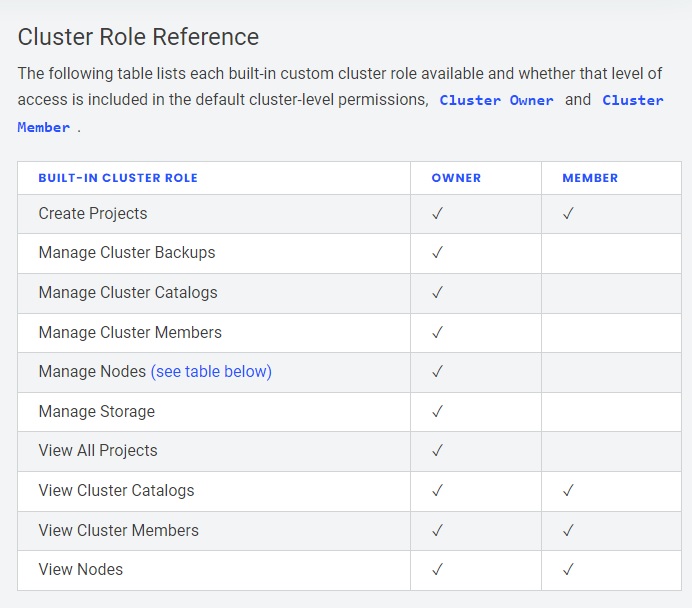 Cluster Role Reference
The following table lists each built-in custom cluster role available and whether that level of
access is included in the default cluster-level permissions, Cluster Owner and Cluster
Member .
BUILT-IN CLUSTER ROLE OWNER MEMBER
Create Projects ✓ ✓
Manage Cluster Backups ✓
Manage Cluster Catalogs ✓
Manage Cluster Members ✓
Manage Nodes (see table below) ✓
Manage Storage ✓
View All Projects ✓
View Cluster Catalogs ✓ ✓
View Cluster Members ✓ ✓
View Nodes ✓ ✓